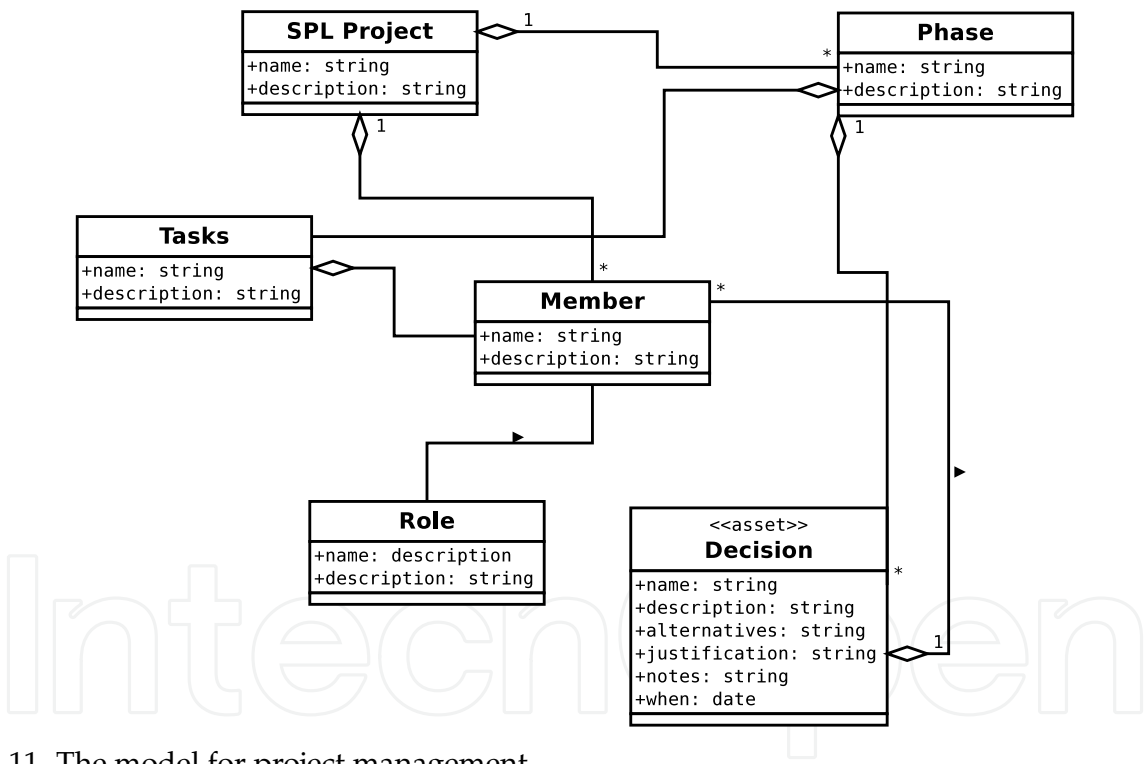 SPL Project
+name: string
+description: string
1
*
Phase
+name: string
+description: string
1
1
Tasks
+name: string
+description: string
*
Member
+name: string
+description: string
*
Role
+name: description
+description: string
<<asset>>
Decision
+name: string
+description: string
+alternatives: string
+justification: string
+notes: string
+when: date
*
1
IntechOpen
11. The model for project management